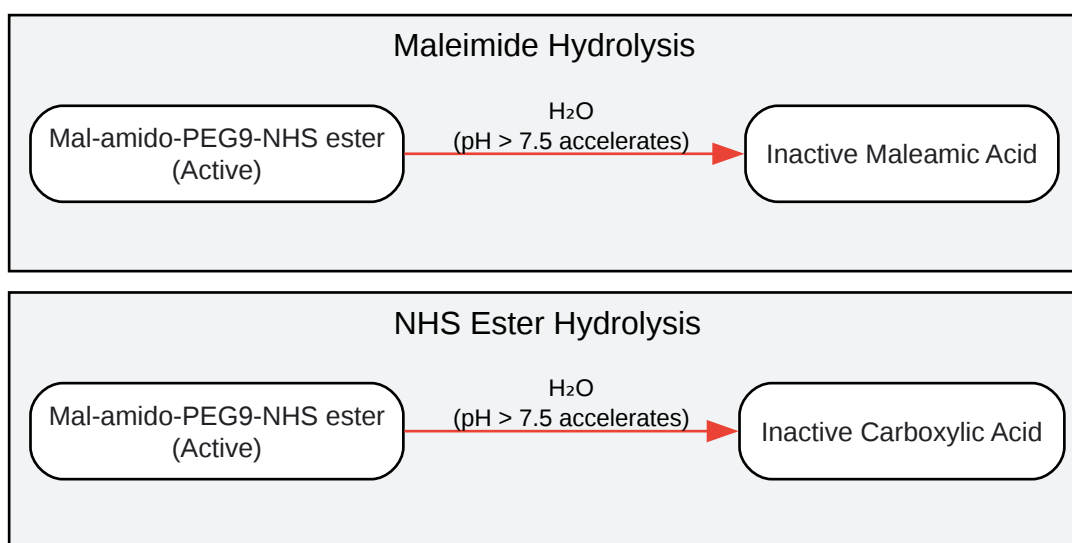 Maleimide Hydrolysis
H₂O
(pH > 7.5 accelerates)
Mal-amido-PEG9-NHS ester
(Active)
Inactive Maleamic Acid
NHS Ester Hydrolysis
H₂O
(pH > 7.5 accelerates)
Mal-amido-PEG9-NHS ester
(Active)
Inactive Carboxylic Acid